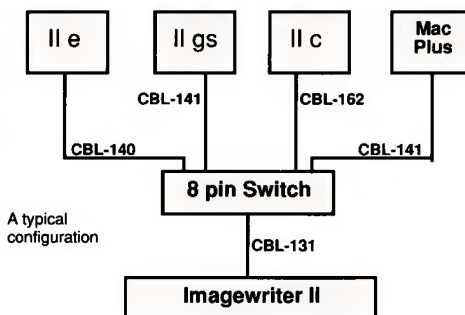 II e
II gs
II c
Mac
Plus
CBL-141
CBL-162
CBL-140
CBL-141
8 pin Switch
A typical
configuration
CBL-131
Imagewriter II